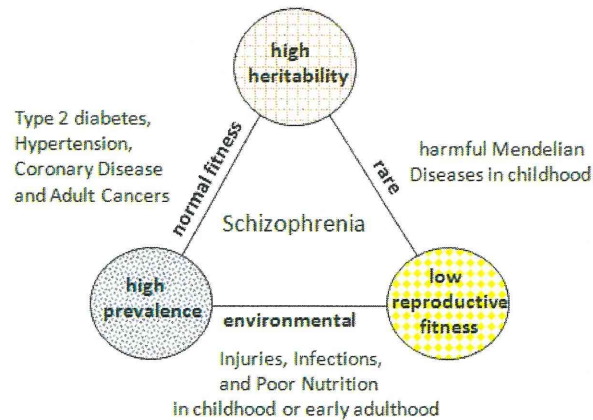 high
heritability
Type 2 diabetes,
Hypertension,
Coronary Disease
and Adult Cancers
normal fitness
rare
harmful Mendelian
Diseases in childhood
Schizophrenia
high
prevalence
low
reproductive
fitness
environmental
Injuries, Infections,
and Poor Nutrition
in childhood or early adulthood